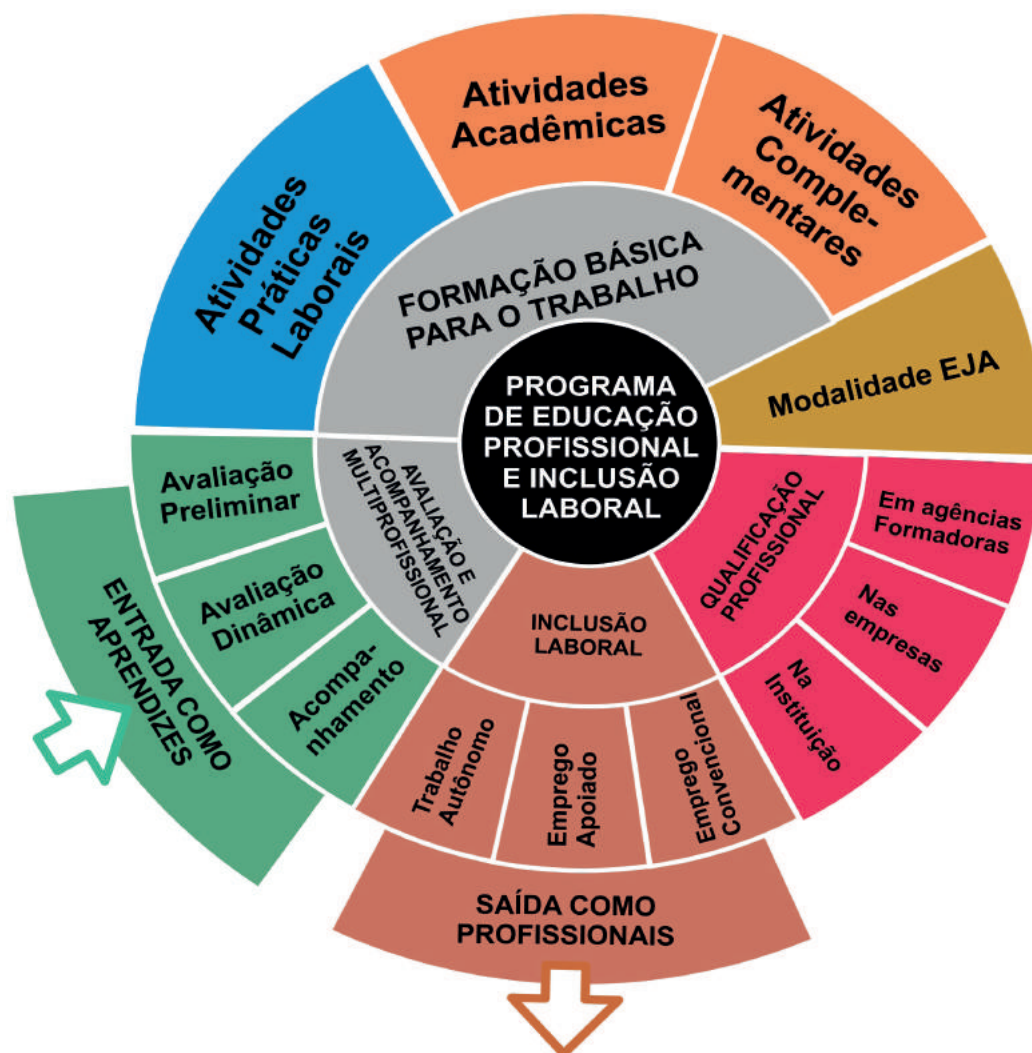 Atividades
Acadêmicas
Atividades
Comple-
mentares
Atividades
Práticas
Laborais
FORMAÇÃO BÁSICA
PARA O TRABALHO
Modalidade EJA
PROGRAMA
DE EDUCAÇÃO
PROFISSIONAL
E INCLUSÃO
LABORAL
AVALIAÇÃO E
ACOMPANHAMENTO
MULTIPROFISSIONAL
Avaliação
Preliminar
Avaliação
Dinâmica
Acompa-
nhamento
ENTRADA COMO
APRENDIZES
QUALIFICAÇÃO
PROFISSIONAL
Em agências
Formadoras
Nas
empresas
Na
Instituição
INCLUSÃO
LABORAL
Trabalho
Autônomo
Emprego
Apoiado
Emprego
Convencional
SAÍDA COMO
PROFISSIONAIS